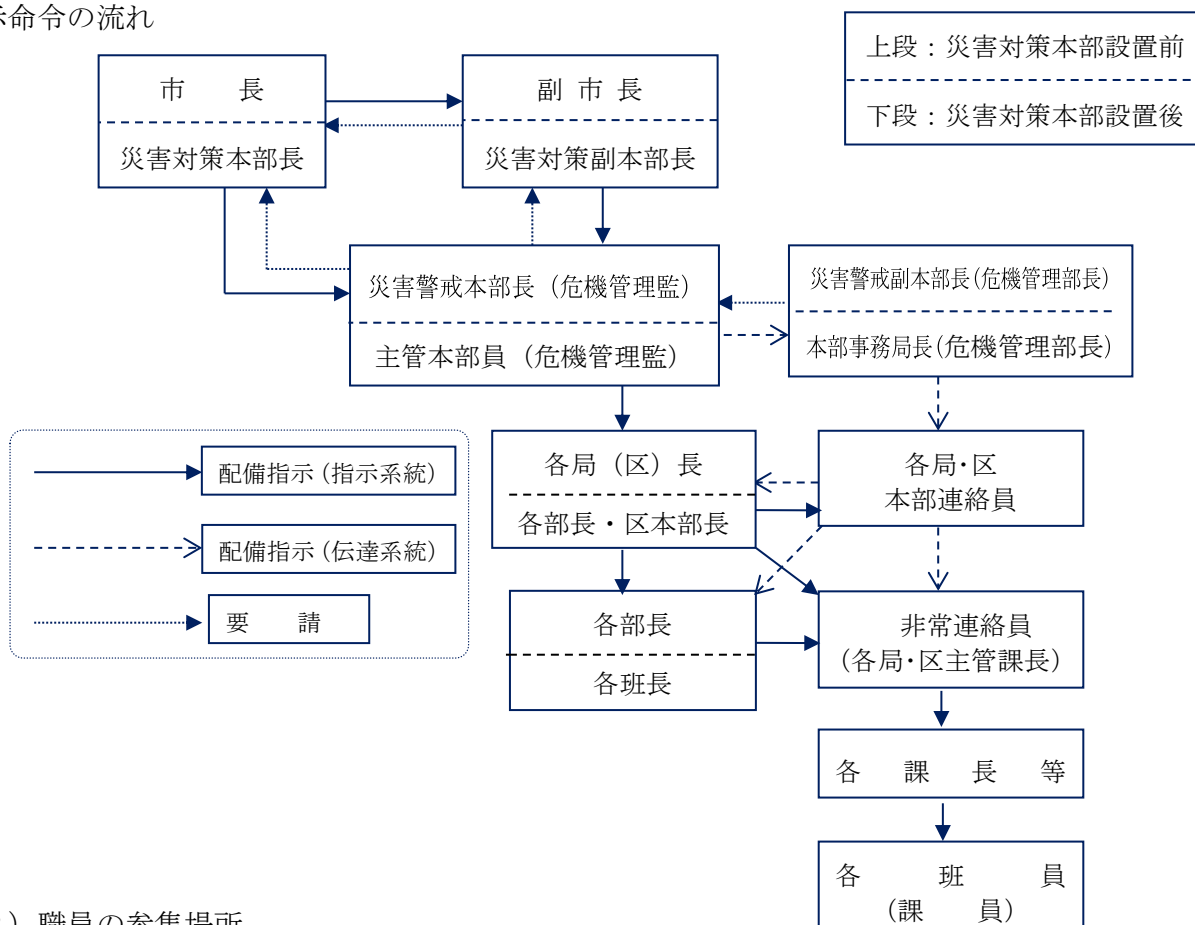 命令の流れ
上段：災害対策本部設置前
下段：災害対策本部設置後
市　　長
災害対策本部長
副 市 長
災害対策副本部長
災害警戒本部長（危機管理監）
主管本部員（危機管理監）
災害警戒副本部長(危機管理部長)
本部事務局長(危機管理部長)
配備指示(指示系統)
配備指示(伝達系統)
要　　請
各局（区）長
各部長・区本部長
各局･区
本部連絡員
各部長
各班長
非常連絡員
(各局･区主管課長)
各　課　長　等
各　　班　　員
(課　　員)
）職員の参集場所